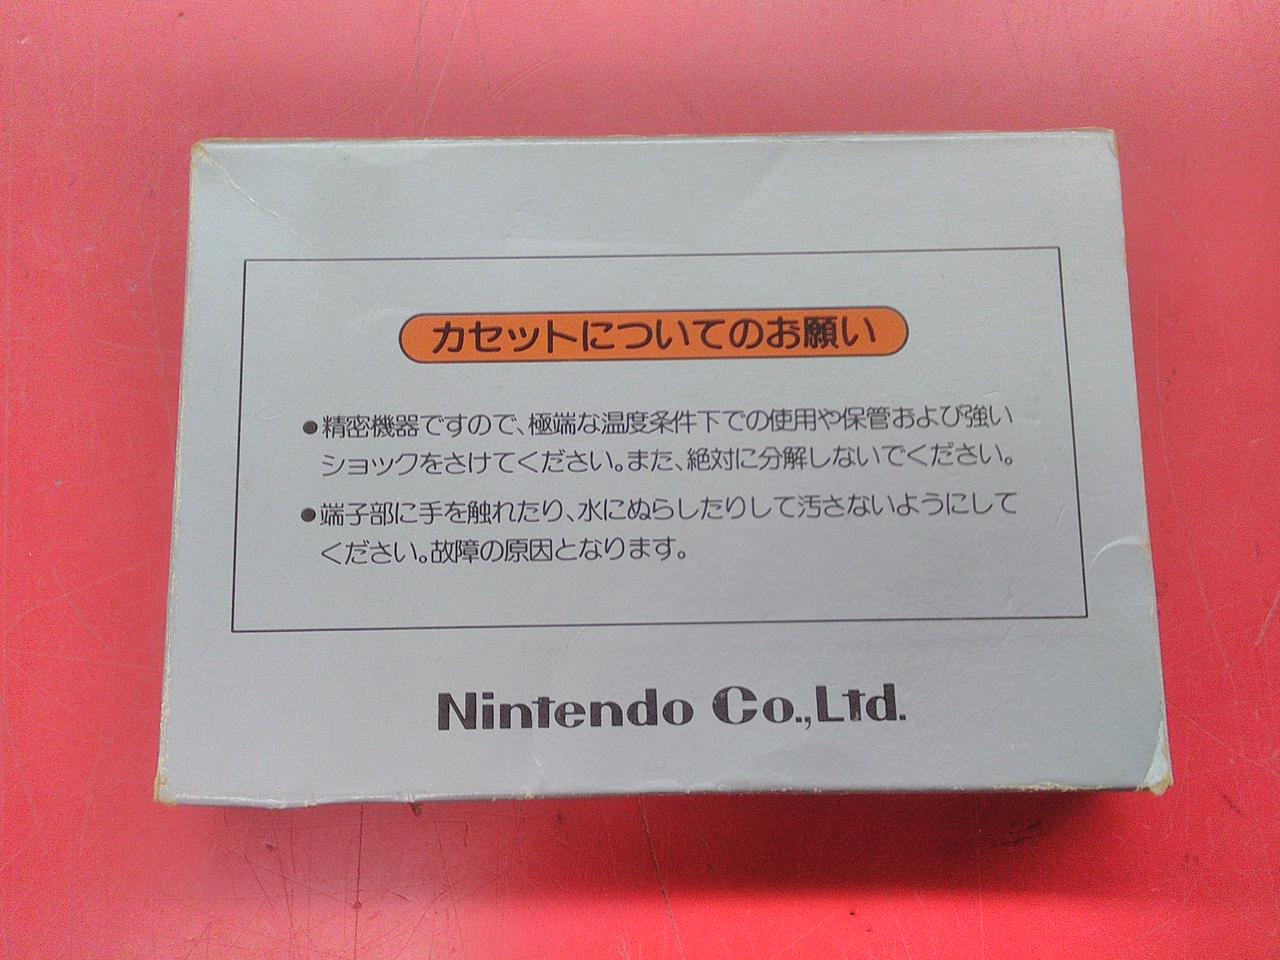 カセットについてのお願い
●精密機器ですので、極端な温度条件下での使用や保管および強い
ショックをさけてください。また、絶対に分解しないでください。
●端子部に手を触れたり、水にぬらしたりして汚さないようにして
ください。故障の原因となります。
Nintendo Co.,Ltd.